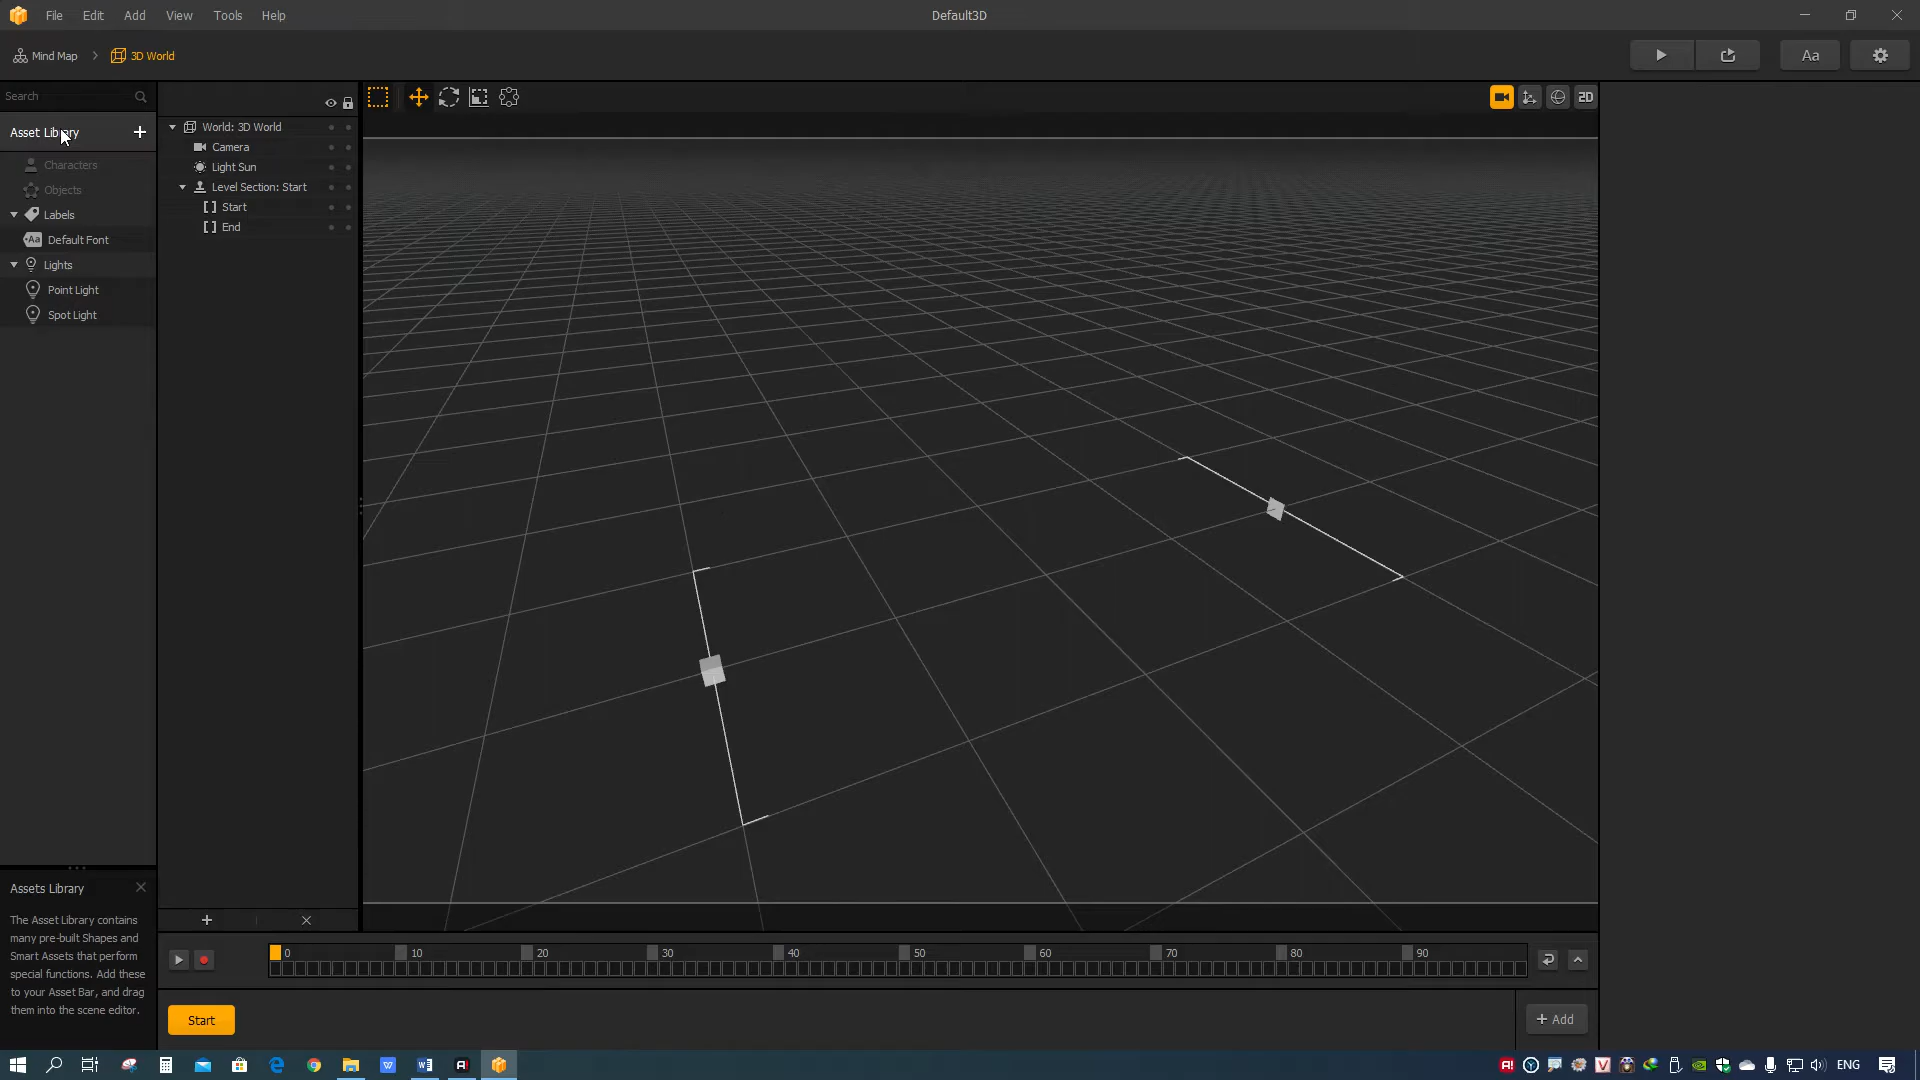 File Edit Add View Tools Help
Default3D
Mind Map > 3D World
Aa
Search
Asset Library +
Characters
Objects
Labels
Aa Default Font
Lights
Point Light
Spot Light
World: 3D World
Camera
Light Sun
Level Section: Start
[ ] Start
[ ] End
2D
Assets Library
The Asset Library contains
many pre-built Shapes and
Smart Assets that perform
special functions. Add these
to your Asset Bar, and drag
them into the scene editor.
0 10 20 30 40 50 60 70 80 90
Start
+ Add
ENG